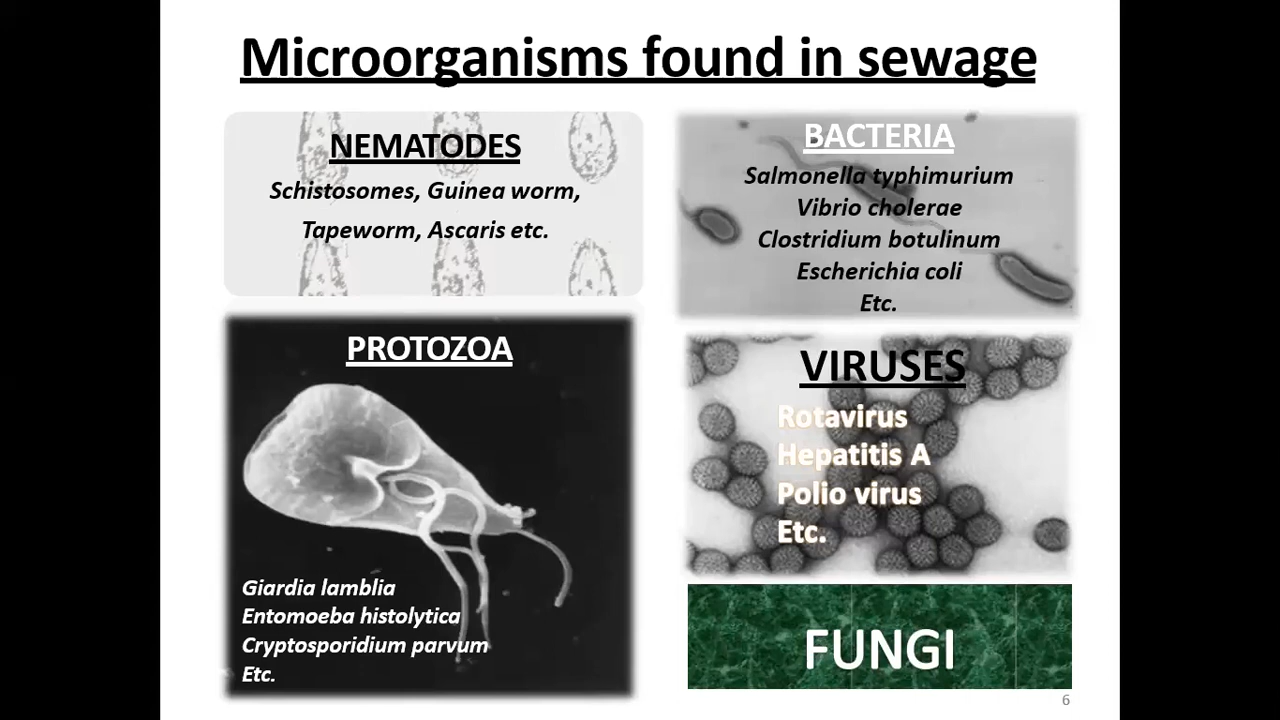 Microorganisms found in sewage
NEMATODES
Schistosomes, Guinea worm,
Tapeworm, Ascaris etc.
BACTERIA
Salmonella typhimurium
Vibrio cholerae
Clostridium botulinum
Escherichia coli
Etc.
PROTOZOA
Giardia lamblia
Entomoeba histolytica
Cryptosporidium parvum
Etc.
VIRUSES
Rotavirus
Hepatitis A
Polio virus
Etc.
FUNGI
6